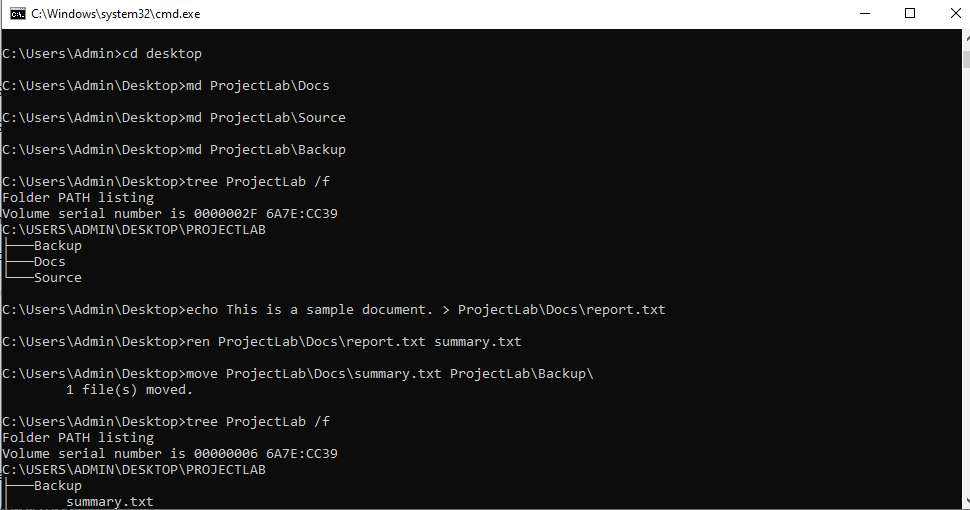 C:\Windows\system32\cmd.exe
C:\Users\Admin>cd desktop
C:\Users\Admin\Desktop>md ProjectLab\Docs
C:\Users\Admin\Desktop>md ProjectLab\Source
C:\Users\Admin\Desktop>md ProjectLab\Backup
C:\Users\Admin\Desktop>tree ProjectLab /f
Folder PATH listing
Volume serial number is 0000002F 6A7E:CC39
C:\USERS\ADMIN\DESKTOP\PROJECTLAB
├───Backup
├───Docs
└───Source
C:\Users\Admin\Desktop>echo This is a sample document. > ProjectLab\Docs\report.txt
C:\Users\Admin\Desktop>ren ProjectLab\Docs\report.txt summary.txt
C:\Users\Admin\Desktop>move ProjectLab\Docs\summary.txt ProjectLab\Backup\
        1 file(s) moved.
C:\Users\Admin\Desktop>tree ProjectLab /f
Folder PATH listing
Volume serial number is 00000006 6A7E:CC39
C:\USERS\ADMIN\DESKTOP\PROJECTLAB
├───Backup
│       summary.txt